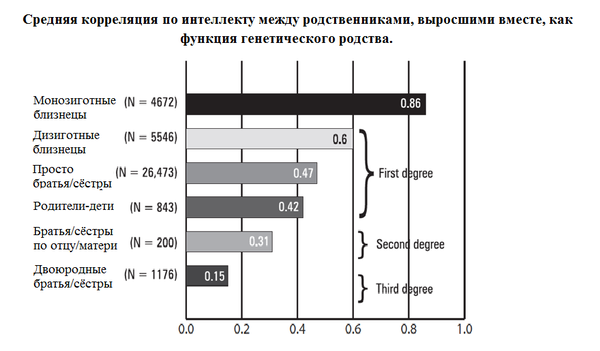 Средняя корреляция по интеллекту между родственниками, выросшими вместе, как
функция генетического родства.
Монозиготные
близнецы
(N = 4672)
0.86
Дизиготные
близнецы
(N = 5546)
0.6
Просто
братья/сёстры
(N = 26,473)
0.47
First degree
Родители-дети
(N = 843)
0.42
Братья/сёстры
по отцу/матери
(N = 200)
0.31
Second degree
Двоюродные
братья/сёстры
(N = 1176)
0.15
Third degree
0.0 0.2 0.4 0.6 0.8 1.0